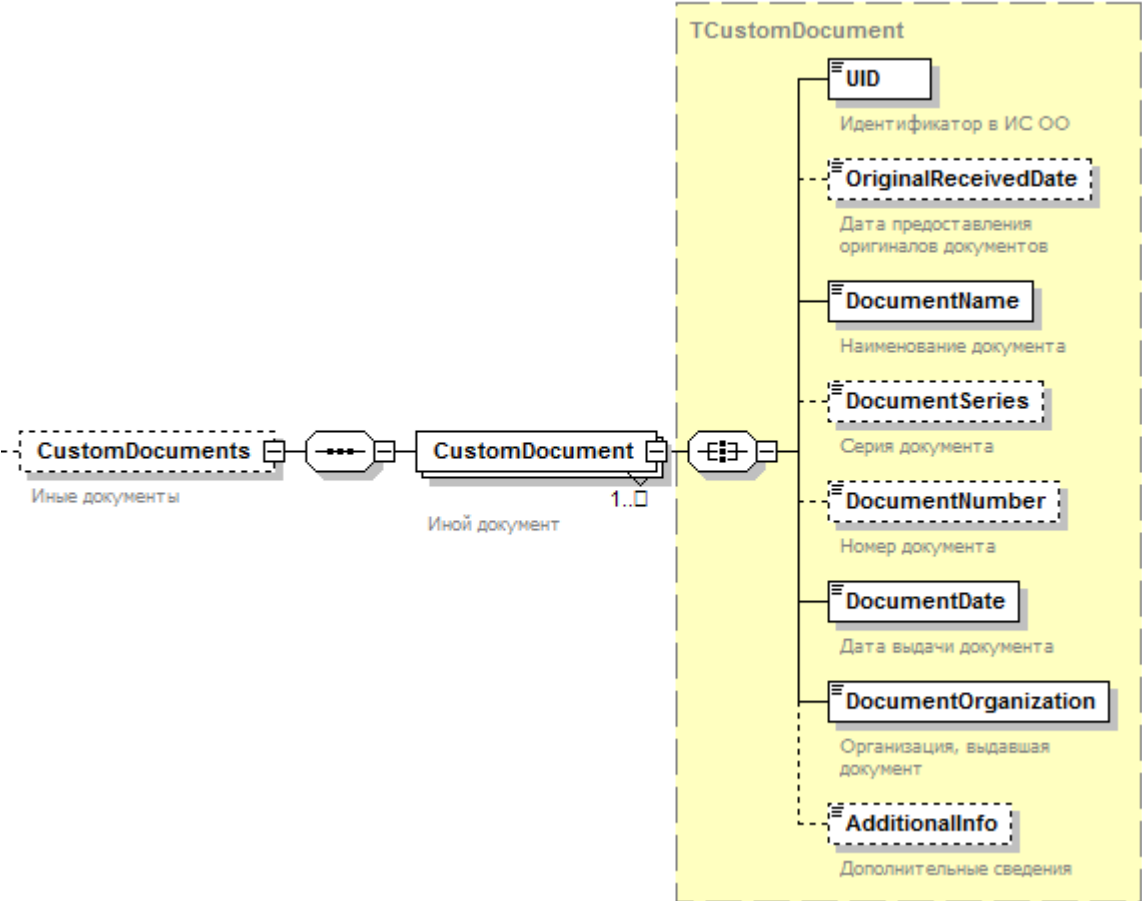 TCustomDocument
UID
Идентификатор в ИС ОО
OriginalReceivedDate
Дата предоставления
оригиналов документов
DocumentName
Наименование документа
DocumentSeries
Серия документа
CustomDocuments
Иные документы
CustomDocument
1..□
Иной документ
DocumentNumber
Номер документа
DocumentDate
Дата выдачи документа
DocumentOrganization
Организация, выдавшая
документ
AdditionalInfo
Дополнительные сведения